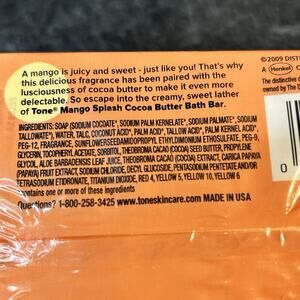 A mango is juicy and sweet - just like you! That's why
this delicious fragrance has been paired with the
lusciousness of cocoa butter to make it even more
delectable. So escape into the creamy, sweet lather
of Tone® Mango Splash Cocoa Butter Bath Bar.
INGREDIENTS: SOAP (SODIUM COCOATE*, SODIUM PALM KERNELATE*, SODIUM PALMATE*, SODIUM
TALLOWATE*), WATER, TALC, COCONUT ACID*, PALM ACID*, TALLOW ACID*, PALM KERNEL ACID*,
PEG-12, FRAGRANCE, SUNFLOWERSEEDAMIDOPROPYL ETHYLDIMONIUM ETHOSULFATE, PEG-9,
GLYCERIN, TOCOPHERYL ACETATE, SORBITOL, THEOBROMA CACAO (COCOA) SEED BUTTER, PROPYLENE
GLYCOL, ALOE BARBADENSIS LEAF JUICE, THEOBROMA CACAO (COCOA) EXTRACT, CARICA PAPAYA
(PAPAYA) FRUIT EXTRACT, SODIUM CHLORIDE, DECYL GLUCOSIDE, PENTASODIUM PENTETATE AND/OR
TETRASODIUM ETIDRONATE, TITANIUM DIOXIDE, RED 4, YELLOW 5, YELLOW 10, YELLOW 6
*contains one or more of these ingredients
Questions? 1-800-258-3425 www.toneskincare.com MADE IN USA
©2009 DIST
A Henkel C
The distinctive
owned by The D
0